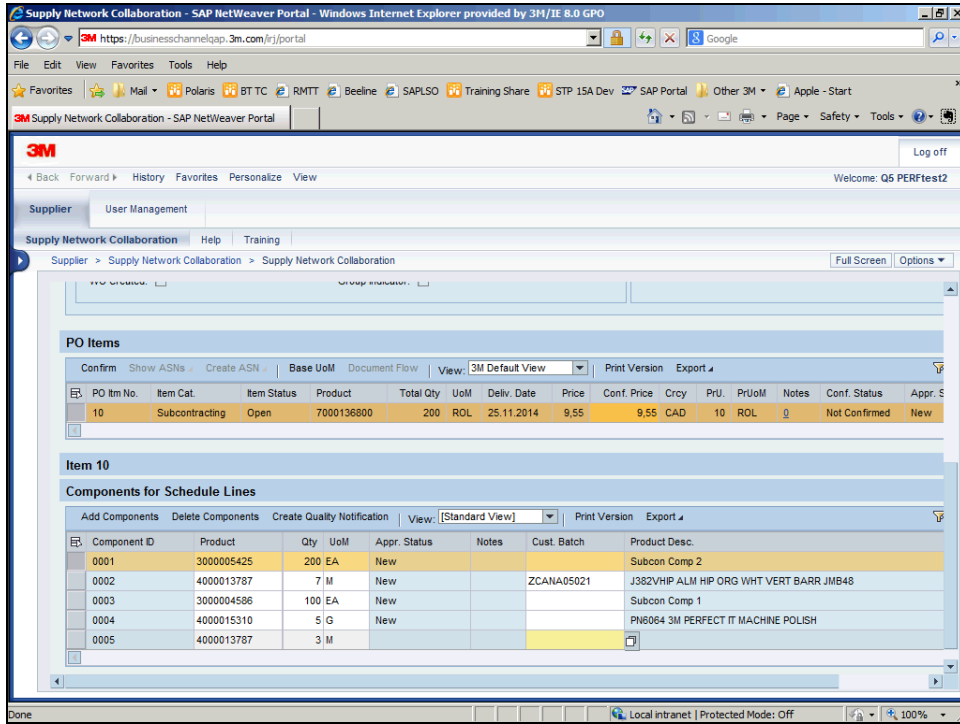 Supply Network Collaboration - SAP NetWeaver Portal - Windows Internet Explorer provided by 3M/IE 8.0 GPO
3M https://businesschannelqap.3m.com/irj/portal
Google
File Edit View Favorites Tools Help
Favorites Mail Polaris BT TC RMTT Beeline SAPLSO Training Share STP 15A Dev SAP Portal Other 3M Apple - Start
3M Supply Network Collaboration - SAP NetWeaver Portal
Page Safety Tools
3M
Log off
Back Forward History Favorites Personalize View
Welcome: Q5 PERFtest2
Supplier User Management
Supply Network Collaboration Help Training
Supplier > Supply Network Collaboration > Supply Network Collaboration
Full Screen Options
WO Created: Group Indicator:
PO Items
Confirm Show ASNs Create ASN Base UoM Document Flow View: 3M Default View Print Version Export
PO Itm No. Item Cat. Item Status Product Total Qty UoM Deliv. Date Price Conf. Price Crcy PrU. PrUoM Notes Conf. Status Appr. S
10 Subcontracting Open 7000136800 200 ROL 25.11.2014 9,55 9,55 CAD 10 ROL 0 Not Confirmed New
Item 10
Components for Schedule Lines
Add Components Delete Components Create Quality Notification View: [Standard View] Print Version Export
Component ID Product Qty UoM Appr. Status Notes Cust. Batch Product Desc.
0001 3000005425 200 EA New Subcon Comp 2
0002 4000013787 7 M New ZCANA05021 J382VHIP ALM HIP ORG WHT VERT BARR JMB48
0003 3000004586 100 EA New Subcon Comp 1
0004 4000015310 5 G New PN6064 3M PERFECT IT MACHINE POLISH
0005 4000013787 3 M
Done
Local intranet | Protected Mode: Off
100%